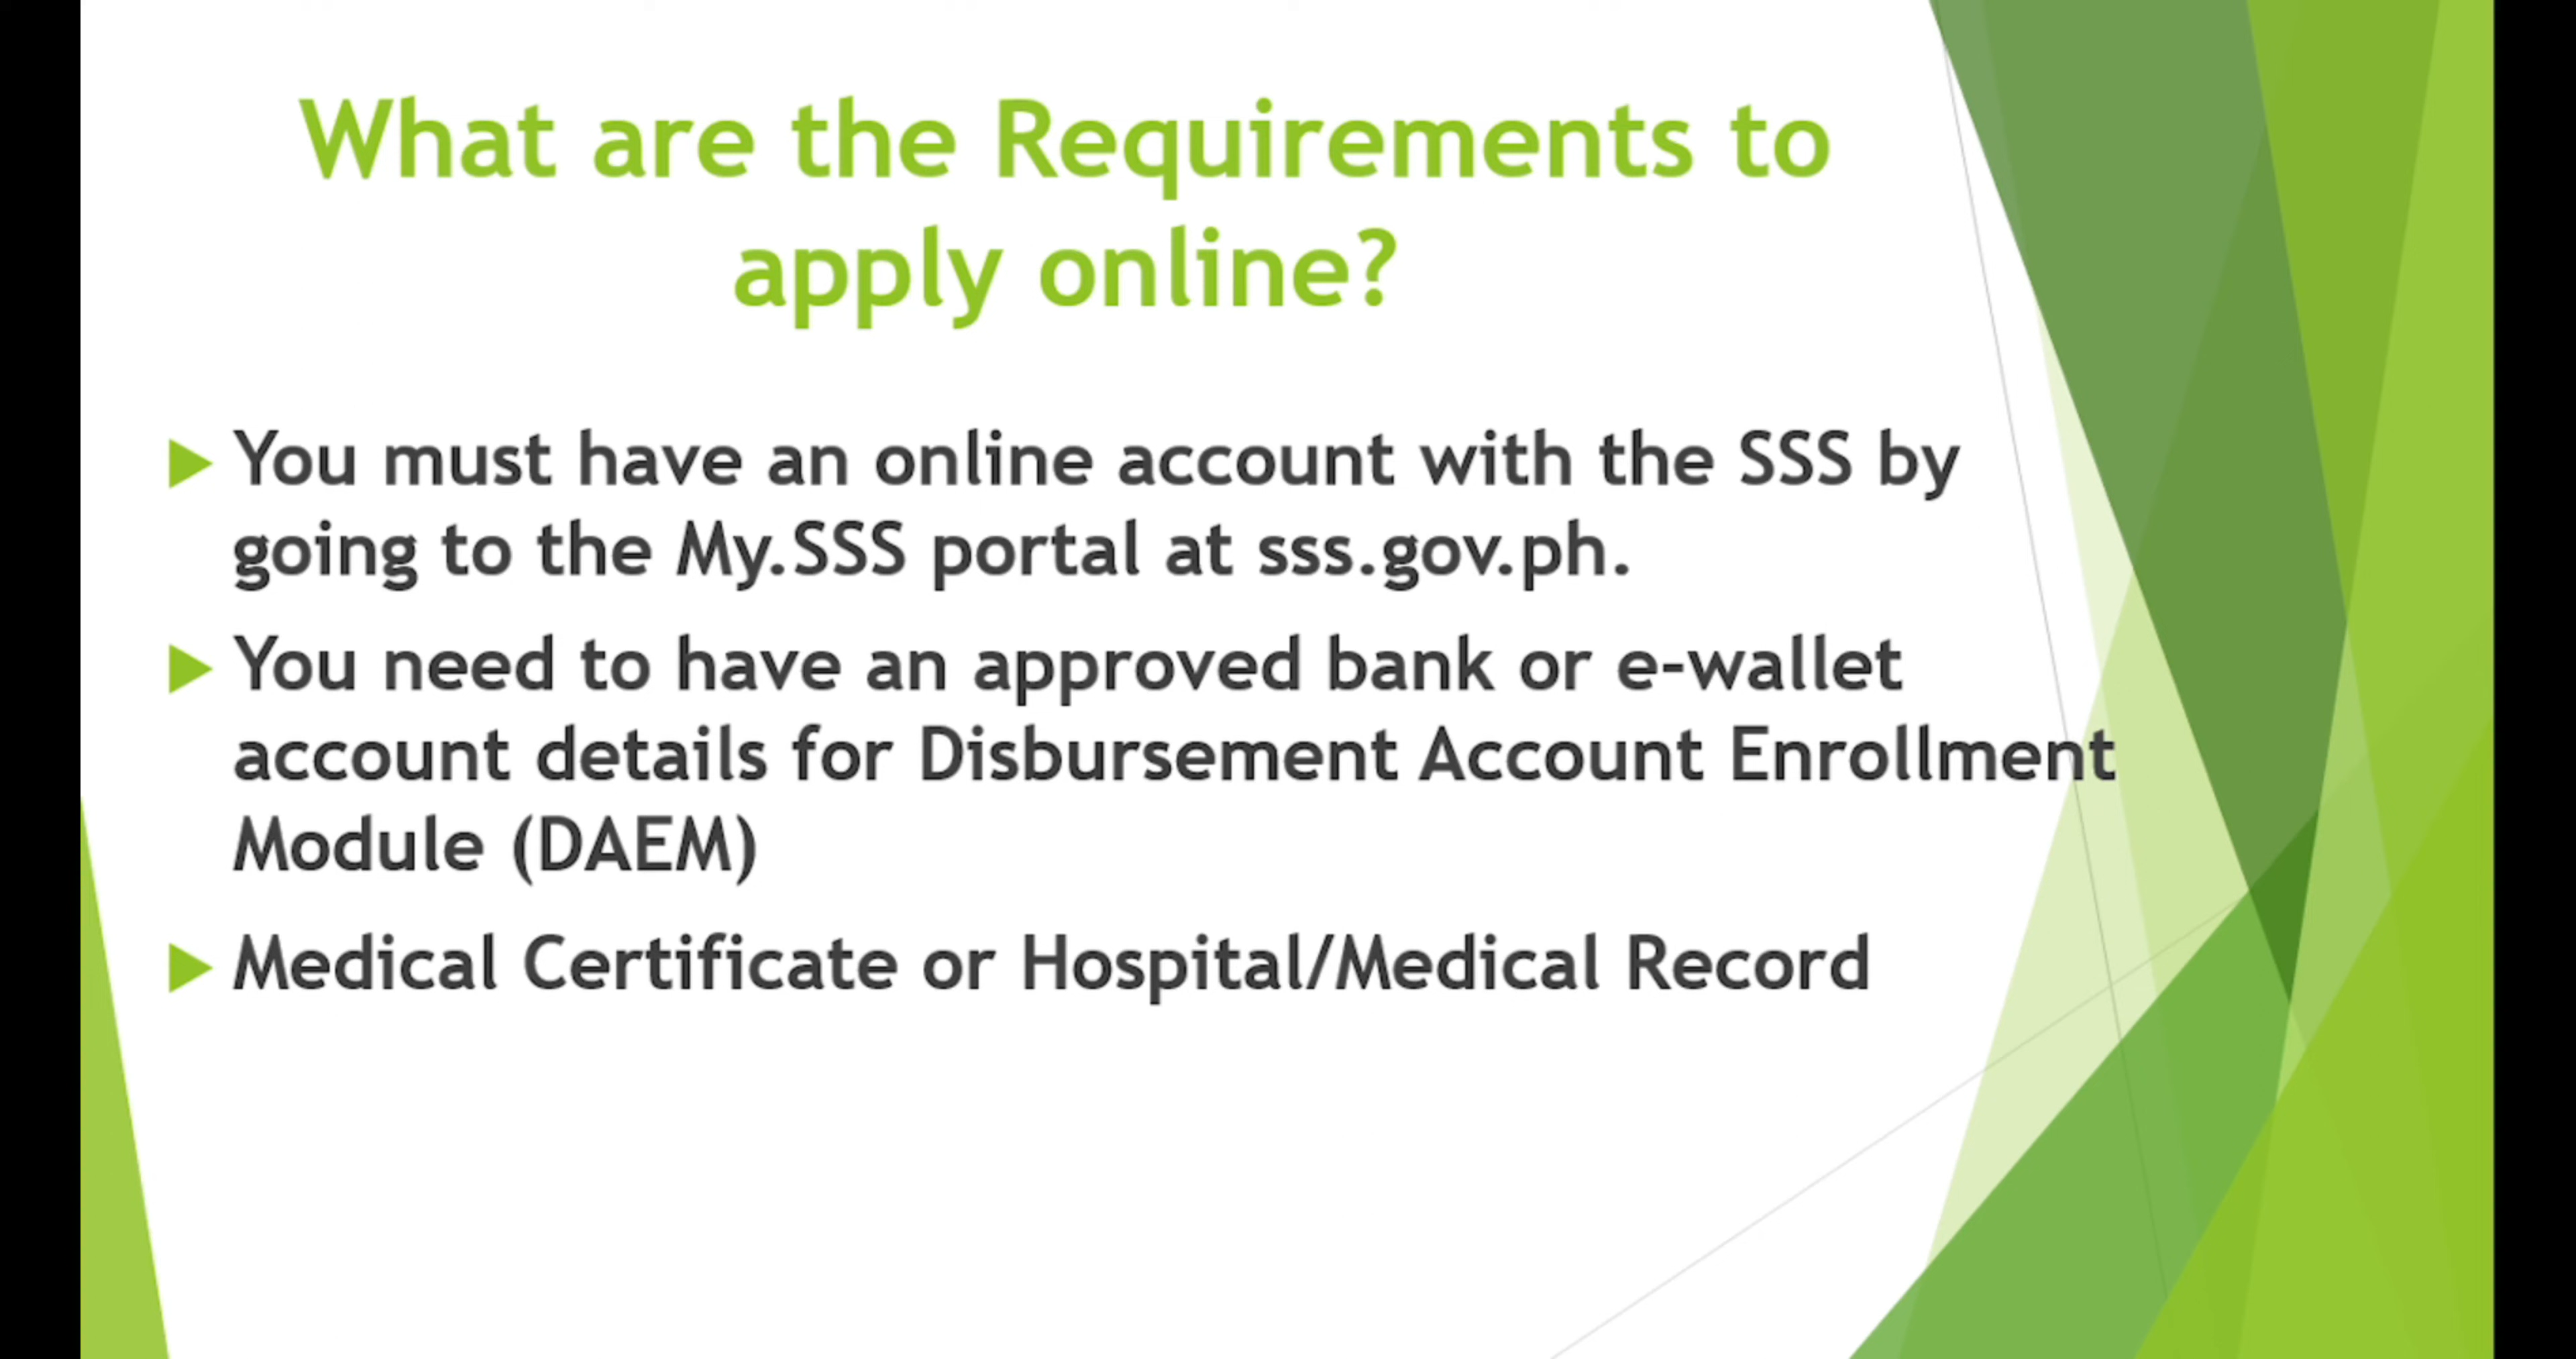 What are the Requirements to
apply online?
You must have an online account with the SSS by
going to the My.SSS portal at sss.gov.ph.
You need to have an approved bank or e-wallet
account details for Disbursement Account Enrollment
Module (DAEM)
Medical Certificate or Hospital/Medical Record